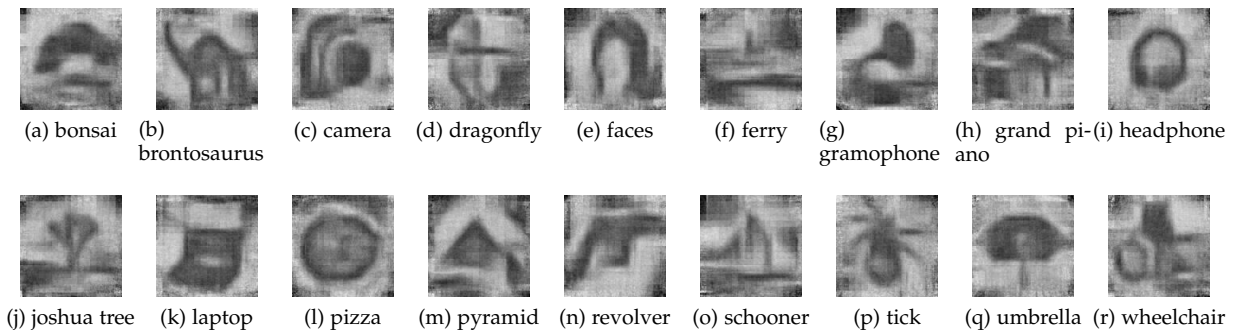 (a) bonsai
(b) brontosaurus
(c) camera
(d) dragonfly
(e) faces
(f) ferry
(g) gramophone
(h) grand pi-
ano
(i) headphone
(j) joshua tree
(k) laptop
(l) pizza
(m) pyramid
(n) revolver
(o) schooner
(p) tick
(q) umbrella
(r) wheelchair